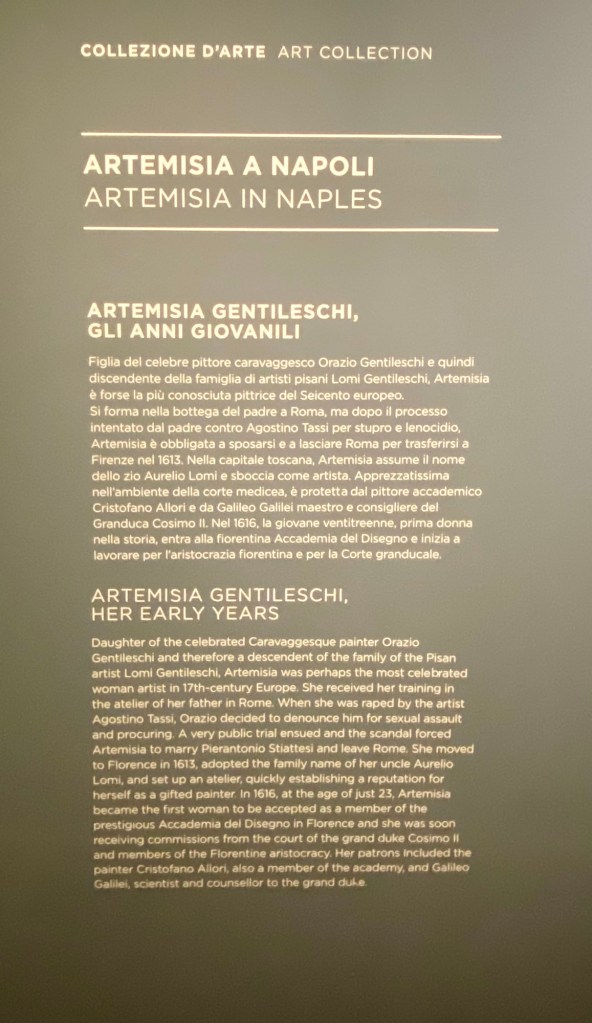 COLLEZIONE D'ARTE ART COLLECTION
ARTEMISIA A NAPOLI
ARTEMISIA IN NAPLES
ARTEMISIA GENTILESCHI,
GLI ANNI GIOVANILI
Figlia del celebre pittore caravaggesco Orazio Gentileschi e quindi
discendente della famiglia di artisti pisani Lomi Gentileschi, Artemisia
è forse la più conosciuta pittrice del Seicento europeo.
Si forma nella bottega del padre a Roma, ma dopo il processo
intentato dal padre contro Agostino Tassi per stupro e lenocidio,
Artemisia è obbligata a sposarsi e a lasciare Roma per trasferirsi a
Firenze nel 1613. Nella capitale toscana, Artemisia assume il nome
dello zio Aurelio Lomi e sboccia come artista. Apprezzatissima
nell'ambiente della corte medicea, è protetta dal pittore accademico
Cristofano Allori e da Galileo Galilei maestro e consigliere del
Granduca Cosimo II. Nel 1616, la giovane ventitreenne, prima donna
nella storia, entra alla fiorentina Accademia del Disegno e inizia a
lavorare per l'aristocrazia fiorentina e per la Corte granducale.
ARTEMISIA GENTILESCHI,
HER EARLY YEARS
Daughter of the celebrated Caravaggesque painter Orazio
Gentileschi and therefore a descendent of the family of the Pisan
artist Lomi Gentileschi, Artemisia was perhaps the most celebrated
woman artist in 17th-century Europe. She received her training in
the atelier of her father in Rome. When she was raped by the artist
Agostino Tassi, Orazio decided to denounce him for sexual assault
and procuring. A very public trial ensued and the scandal forced
Artemisia to marry Pierantonio Stiattesi and leave Rome. She moved
to Florence in 1613, adopted the family name of her uncle Aurelio
Lomi, and set up an atelier, quickly establishing a reputation for
herself as a gifted painter. In 1616, at the age of just 23, Artemisia
became the first woman to be accepted as a member of the
prestigious Accademia del Disegno in Florence and she was soon
receiving commissions from the court of the grand duke Cosimo II
and members of the Florentine aristocracy. Her patrons included the
painter Cristofano Allori, also a member of the academy, and Galileo
Galilei, scientist and counsellor to the grand duke.